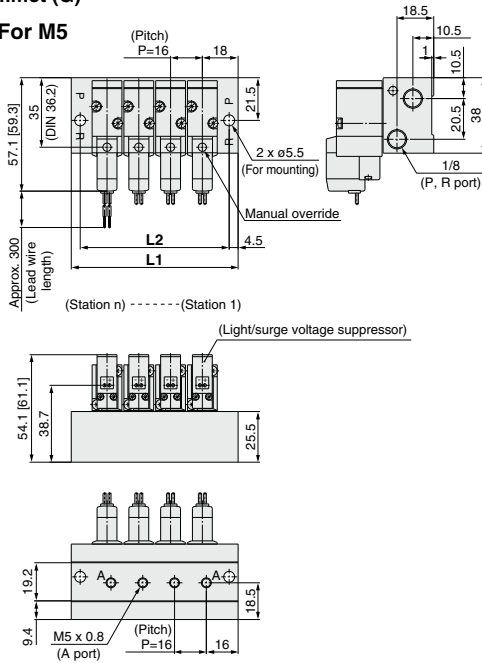 For M5
(Pitch)
P=16
18
18.5
10.5
1
10.5
57.1 [59.3]
35
(DIN 36.2)
P
R
P
R
21.5
20.5
38
2 x ø5.5
(For mounting)
1/8
(P, R port)
Manual override
Approx. 300
(Lead wire
length)
L2
4.5
L1
(Station n) ------- (Station 1)
(Light/surge voltage suppressor)
54.1 [61.1]
38.7
25.5
19.2
9.4
A
A
18.5
M5 x 0.8
(A port)
(Pitch)
P=16
16